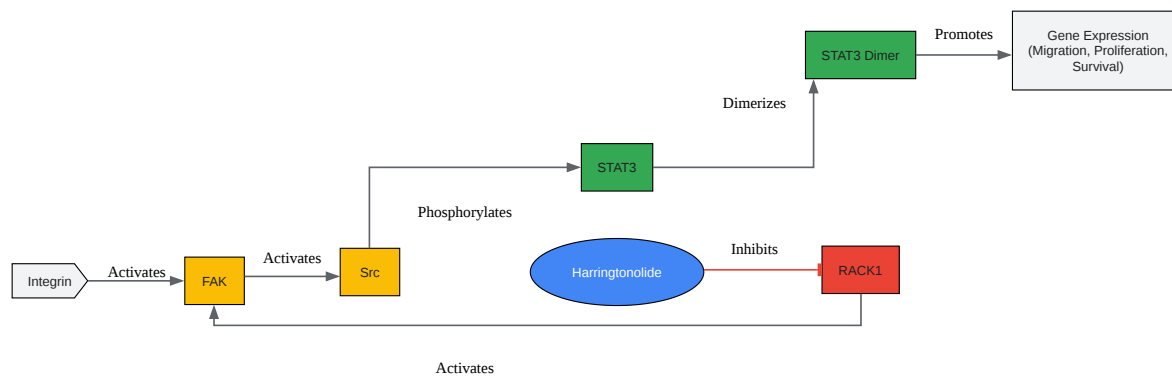 Promotes
Gene Expression
(Migration, Proliferation,
Survival)
STAT3 Dimer
Dimerizes
STAT3
Phosphorylates
Inhibits
Activates
Activates
Src
Harringtonolide
RACK1
Integrin
FAK
Activates